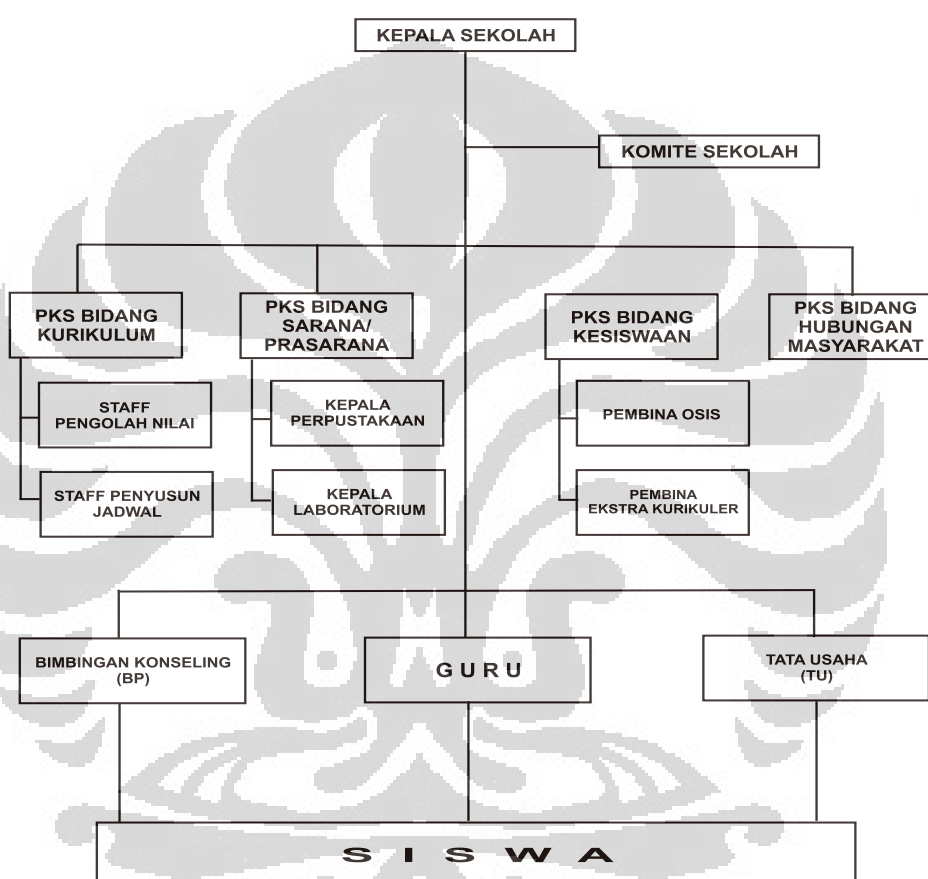 KEPALA SEKOLAH
KOMITE SEKOLAH
PKS BIDANG
KURIKULUM
PKS BIDANG
SARANA/
PRASARANA
PKS BIDANG
KESISWAAN
PKS BIDANG
HUBUNGAN
MASYARAKAT
STAFF
PENGOLAH NILAI
KEPALA
PERPUSTAKAAN
PEMBINA OSIS
STAFF PENYUSUN
JADWAL
KEPALA
LABORATORIUM
PEMBINA
EKSTRA KURIKULER
BIMBINGAN KONSELING
(BP)
G U R U
TATA USAHA
(TU)
S I S W A